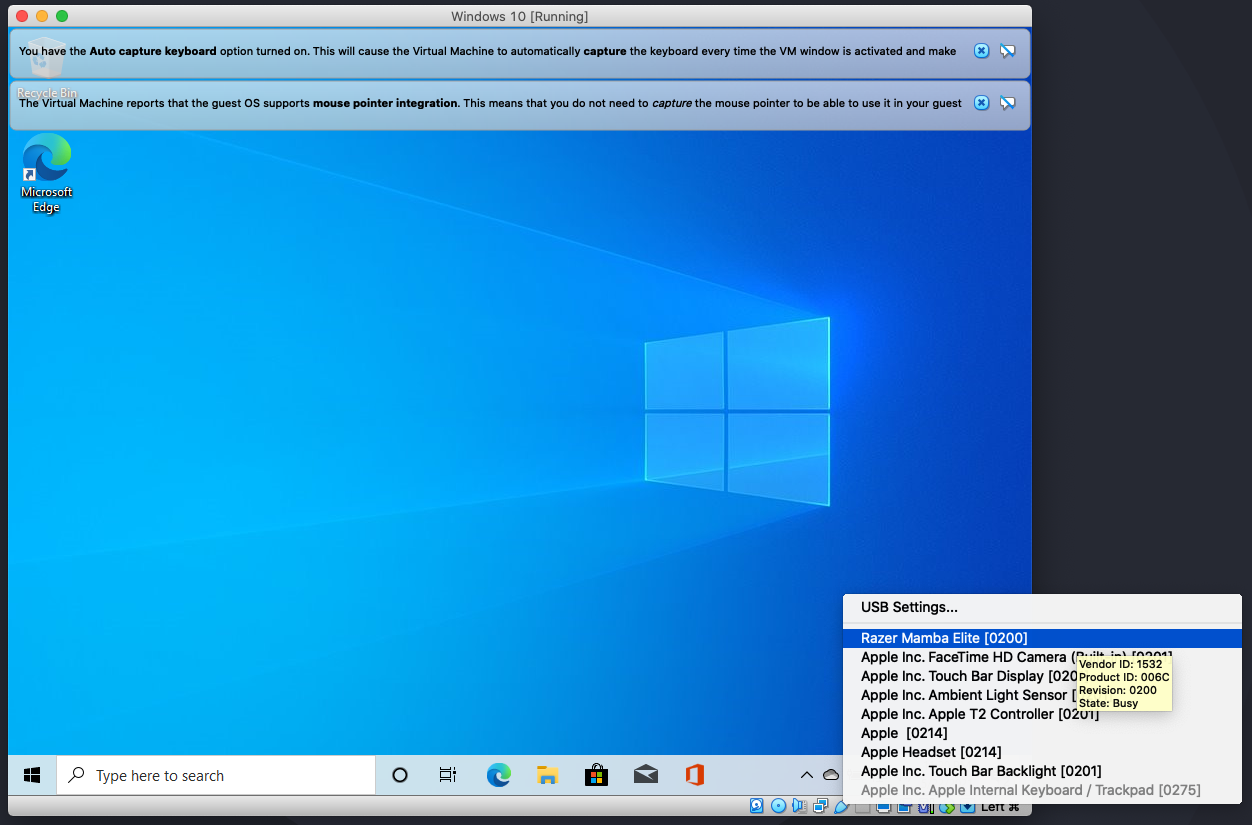 Windows 10 [Running]
You have the Auto capture keyboard option turned on. This will cause the Virtual Machine to automatically capture the keyboard every time the VM window is activated and make
Recycle Bin
The Virtual Machine reports that the guest OS supports mouse pointer integration. This means that you do not need to capture the mouse pointer to be able to use it in your guest
Microsoft
Edge
USB Settings...
Razer Mamba Elite [0200]
Apple Inc. FaceTime HD Camera (Built-in) [0201]
Vendor ID: 1532
Apple Inc. Touch Bar Display [020
Product ID: 006C
Apple Inc. Ambient Light Sensor [
Revision: 0200
State: Busy
Apple Inc. Apple T2 Controller [0201]
Apple [0214]
Apple Headset [0214]
Apple Inc. Touch Bar Backlight [0201]
Apple Inc. Apple Internal Keyboard / Trackpad [0275]
Type here to search
Left ⌘